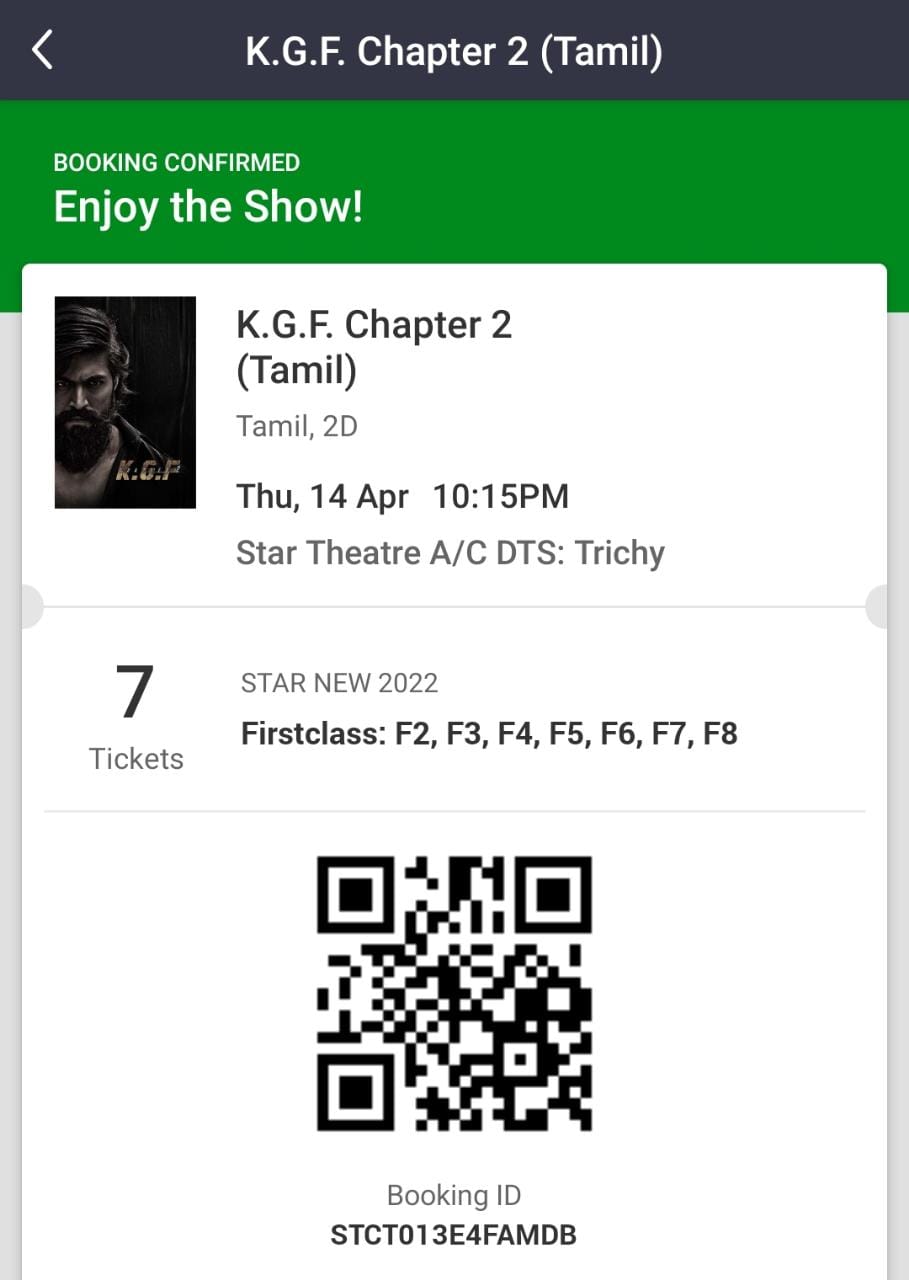 K.G.F. Chapter 2 (Tamil)
BOOKING CONFIRMED
Enjoy the Show!
K.G.F
K.G.F. Chapter 2
(Tamil)
Tamil, 2D
Thu, 14 Apr 10:15PM
Star Theatre A/C DTS: Trichy
7
Tickets
STAR NEW 2022
Firstclass: F2, F3, F4, F5, F6, F7, F8
Booking ID
STCT013E4FAMDB